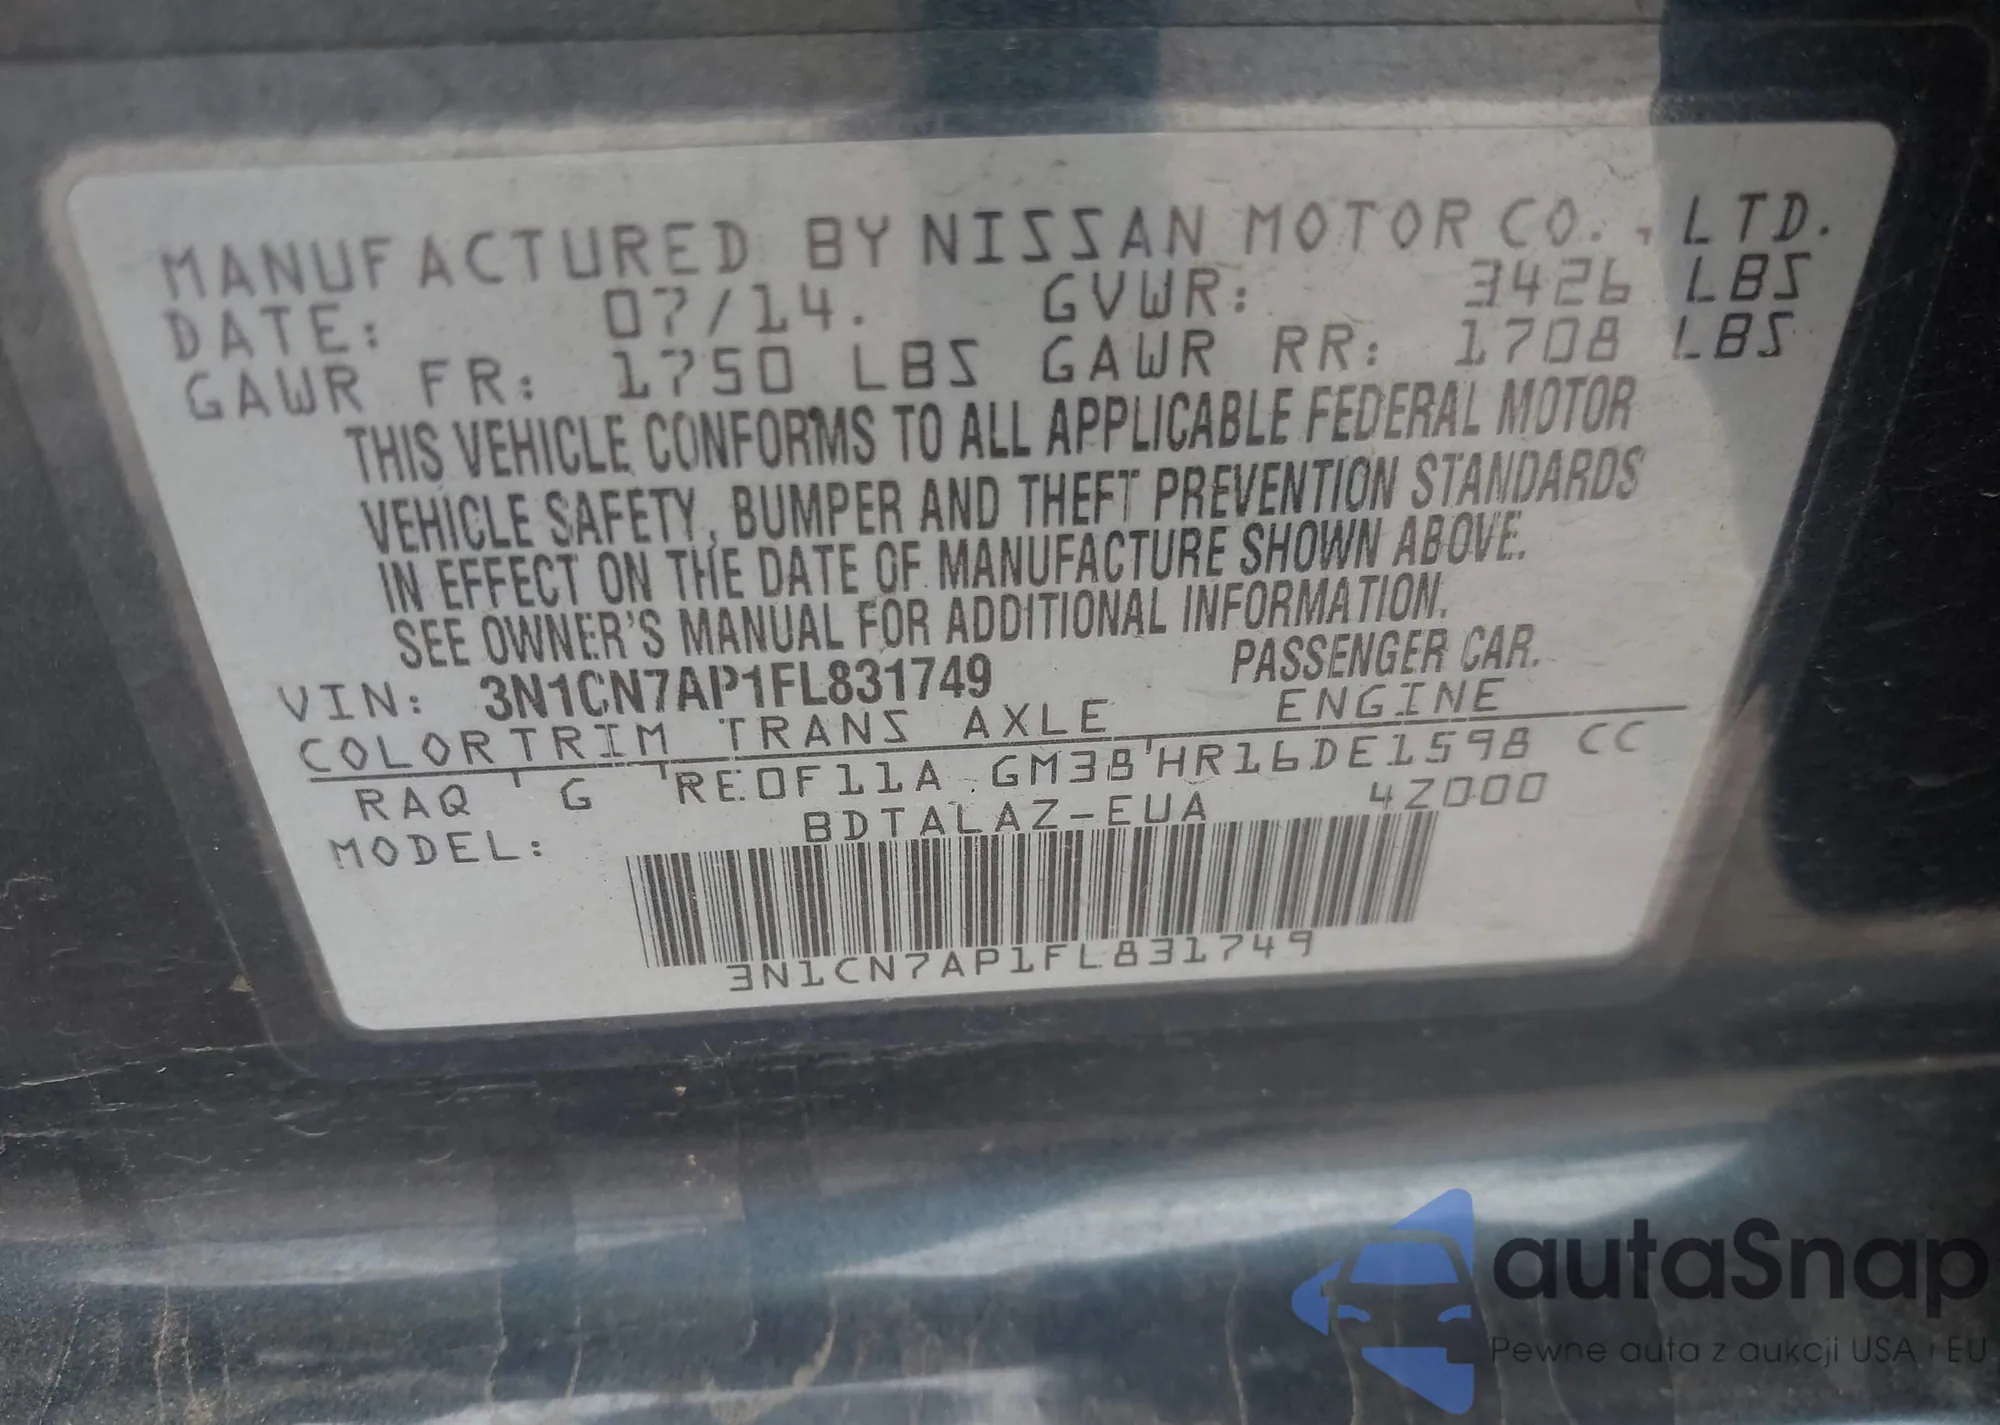 MANUFACTURED BY NISSAN MOTOR CO., LTD.
DATE: 07/14. GVWR: 3426 LBS
GAWR FR: 1750 LBS GAWR RR: 1708 LBS
THIS VEHICLE CONFORMS TO ALL APPLICABLE FEDERAL MOTOR
VEHICLE SAFETY, BUMPER AND THEFT PREVENTION STANDARDS
IN EFFECT ON THE DATE OF MANUFACTURE SHOWN ABOVE.
SEE OWNER'S MANUAL FOR ADDITIONAL INFORMATION.
VIN: 3N1CN7AP1FL831749 PASSENGER CAR.
COLOR TRIM TRANS AXLE ENGINE
RAQ ' G ' RE0F11A GM38 ' HR16DE1598 CC
MODEL: BDTALAZ-EUA 4Z000
3N1CN7AP1FL831749
autaSnap
Pewne auta z aukcji USA i EU